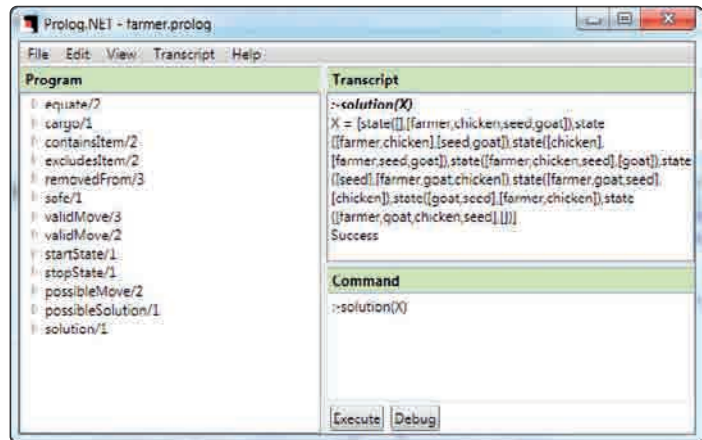 Prolog.NET - farmer.prolog
File Edit View Transcript Help
Program
equate/2
cargo/1
containsItem/2
excludesItem/2
removedFrom/3
safe/1
validMove/3
validMove/2
startState/1
stopState/1
possibleMove/2
possibleSolution/1
solution/1
Transcript
:-solution(X)
X = [state([],[farmer,chicken,seed,goat]),state
([farmer,chicken],[seed,goat]),state([chicken],
[farmer,seed,goat]),state([farmer,chicken,seed],[goat]),state
([seed],[farmer,goat,chicken]),state([farmer,goat,seed],
[chicken]),state([goat,seed],[farmer,chicken]),state
([farmer,goat,chicken,seed],[])]
Success
Command
:-solution(X)
Execute Debug